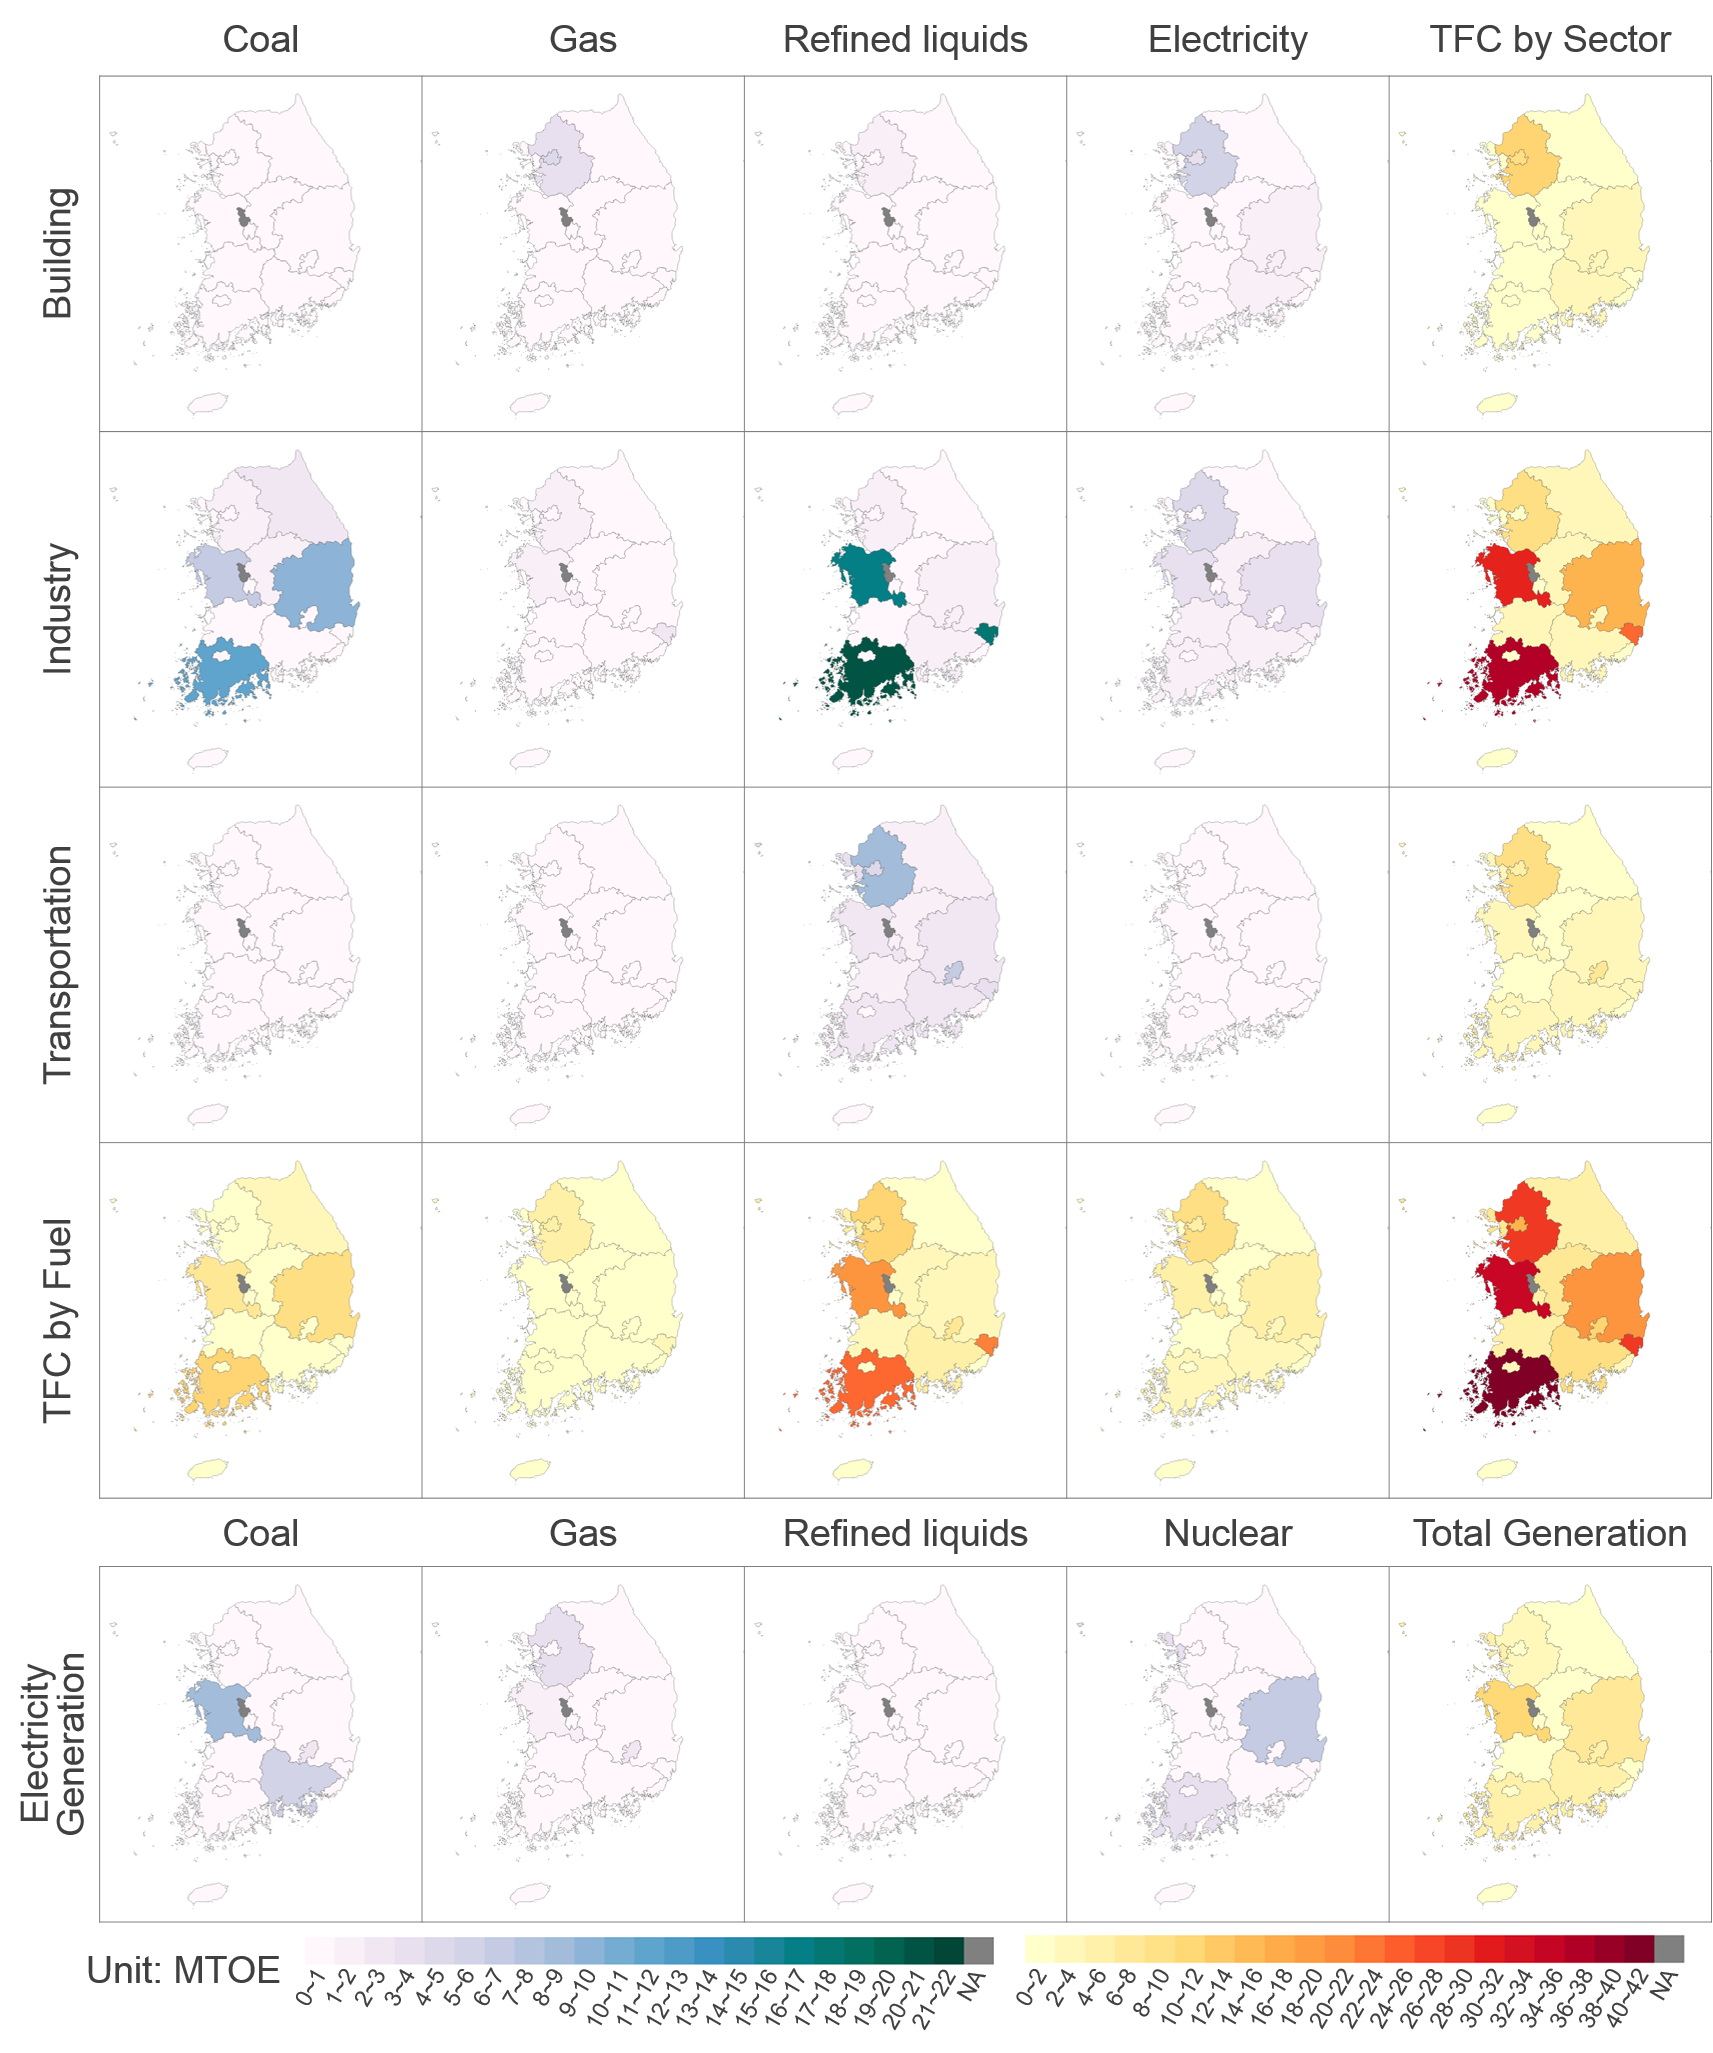 Coal
Gas
Refined liquids
Electricity
TFC by Sector
Building
Industry
Transportation
TFC by Fuel
Coal
Gas
Refined liquids
Nuclear
Total Generation
Electricity
Generation
Unit: MTOE
0~1
1~2
2~3
3~4
4~5
5~6
6~7
7~8
8~9
9~10
10~11
11~12
12~13
13~14
14~15
15~16
16~17
17~18
18~19
19~20
20~21
21~22
NA
0~2
2~4
4~6
6~8
8~10
10~12
12~14
14~16
16~18
18~20
20~22
22~24
24~26
26~28
28~30
30~32
32~34
34~36
36~38
38~40
40~42
NA